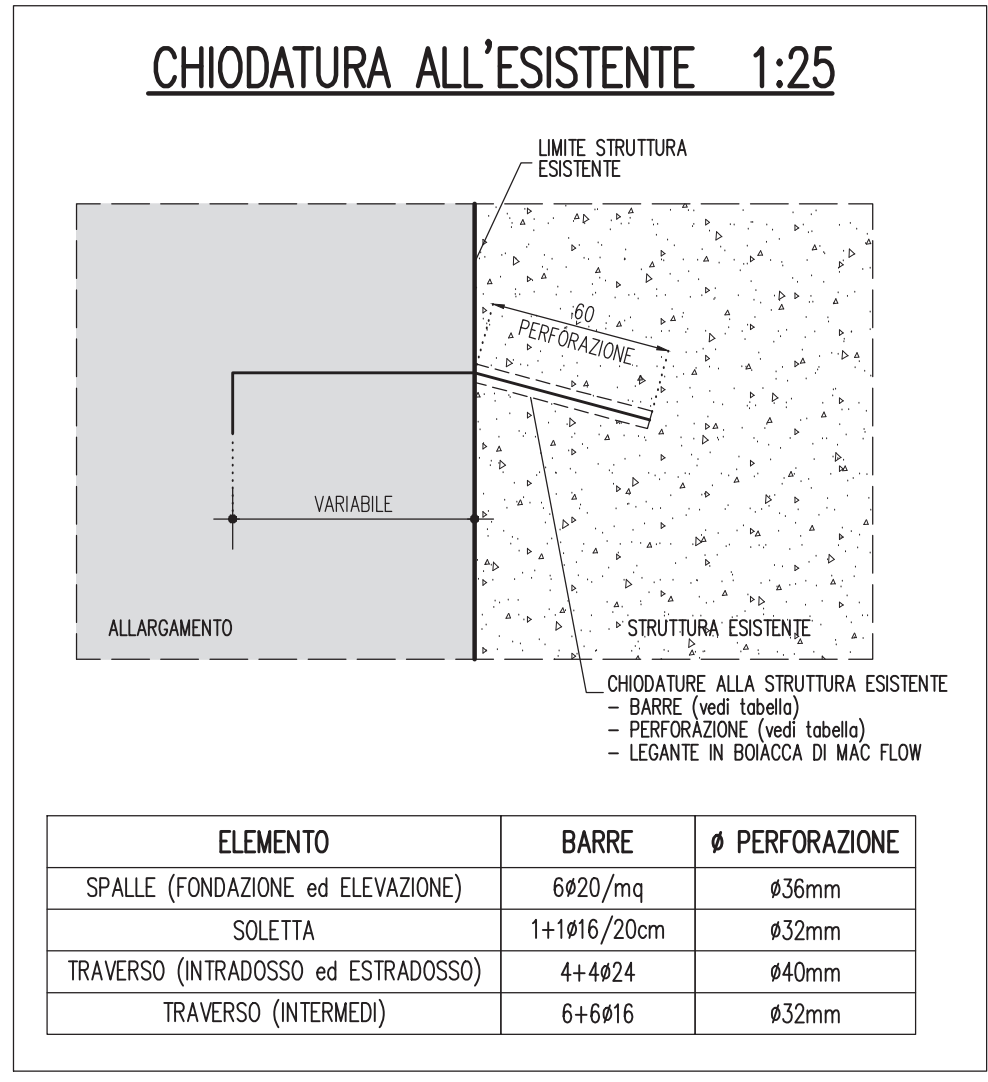 CHIODATURA ALL'ESISTENTE 1:25
LIMITE STRUTTURA
ESISTENTE
60
PERFORAZIONE
VARIABILE
ALLARGAMENTO
STRUTTURA ESISTENTE
CHIODATURE ALLA STRUTTURA ESISTENTE
- BARRE (vedi tabella)
- PERFORAZIONE (vedi tabella)
- LEGANTE IN BOIACCA DI MAC FLOW
ELEMENTO BARRE ø PERFORAZIONE
SPALLE (FONDAZIONE ed ELEVAZIONE) 6ø20/mq ø36mm
SOLETTA 1+1ø16/20cm ø32mm
TRAVERSO (INTRADOSSO ed ESTRADOSSO) 4+4ø24 ø40mm
TRAVERSO (INTERMEDI) 6+6ø16 ø32mm